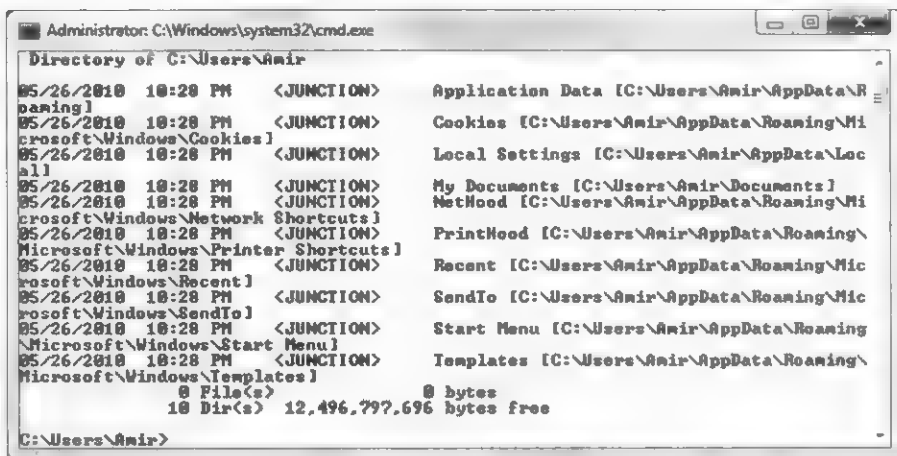 Administrator: C:\Windows\system32\cmd.exe
Directory of C:\Users\Amir
05/26/2010 10:28 PM <JUNCTION> Application Data [C:\Users\Amir\AppData\R
oaming]
05/26/2010 10:28 PM <JUNCTION> Cookies [C:\Users\Amir\AppData\Roaming\Mi
crosoft\Windows\Cookies]
05/26/2010 10:28 PM <JUNCTION> Local Settings [C:\Users\Amir\AppData\Loc
al]
05/26/2010 10:28 PM <JUNCTION> My Documents [C:\Users\Amir\Documents]
05/26/2010 10:28 PM <JUNCTION> NetHood [C:\Users\Amir\AppData\Roaming\Mi
crosoft\Windows\Network Shortcuts]
05/26/2010 10:28 PM <JUNCTION> PrintHood [C:\Users\Amir\AppData\Roaming\
Microsoft\Windows\Printer Shortcuts]
05/26/2010 10:28 PM <JUNCTION> Recent [C:\Users\Amir\AppData\Roaming\Mic
rosoft\Windows\Recent]
05/26/2010 10:28 PM <JUNCTION> SendTo [C:\Users\Amir\AppData\Roaming\Mic
rosoft\Windows\SendTo]
05/26/2010 10:28 PM <JUNCTION> Start Menu [C:\Users\Amir\AppData\Roaming
\Microsoft\Windows\Start Menu]
05/26/2010 10:28 PM <JUNCTION> Templates [C:\Users\Amir\AppData\Roaming\
Microsoft\Windows\Templates]
0 File(s) 0 bytes
10 Dir(s) 12,496,797,696 bytes free
C:\Users\Amir>